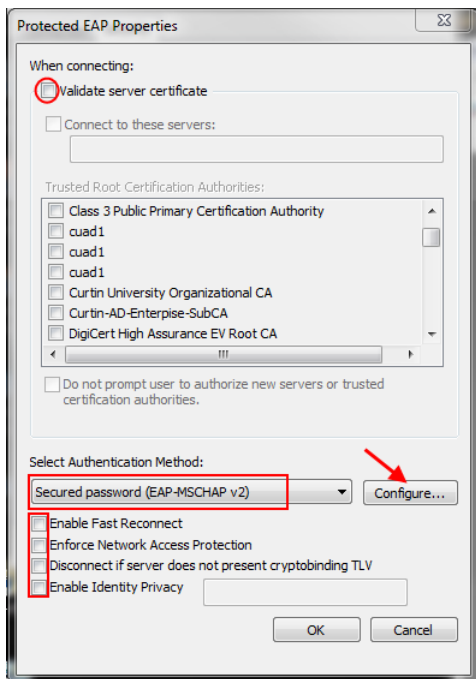 Protected EAP Properties
When connecting:
Validate server certificate
Connect to these servers:
Trusted Root Certification Authorities:
Class 3 Public Primary Certification Authority
cuad1
cuad1
cuad1
Curtin University Organizational CA
Curtin-AD-Enterpise-SubCA
DigiCert High Assurance EV Root CA
Do not prompt user to authorize new servers or trusted
certification authorities.
Select Authentication Method:
Secured password (EAP-MSCHAP v2)
Configure...
Enable Fast Reconnect
Enforce Network Access Protection
Disconnect if server does not present cryptobinding TLV
Enable Identity Privacy
OK
Cancel